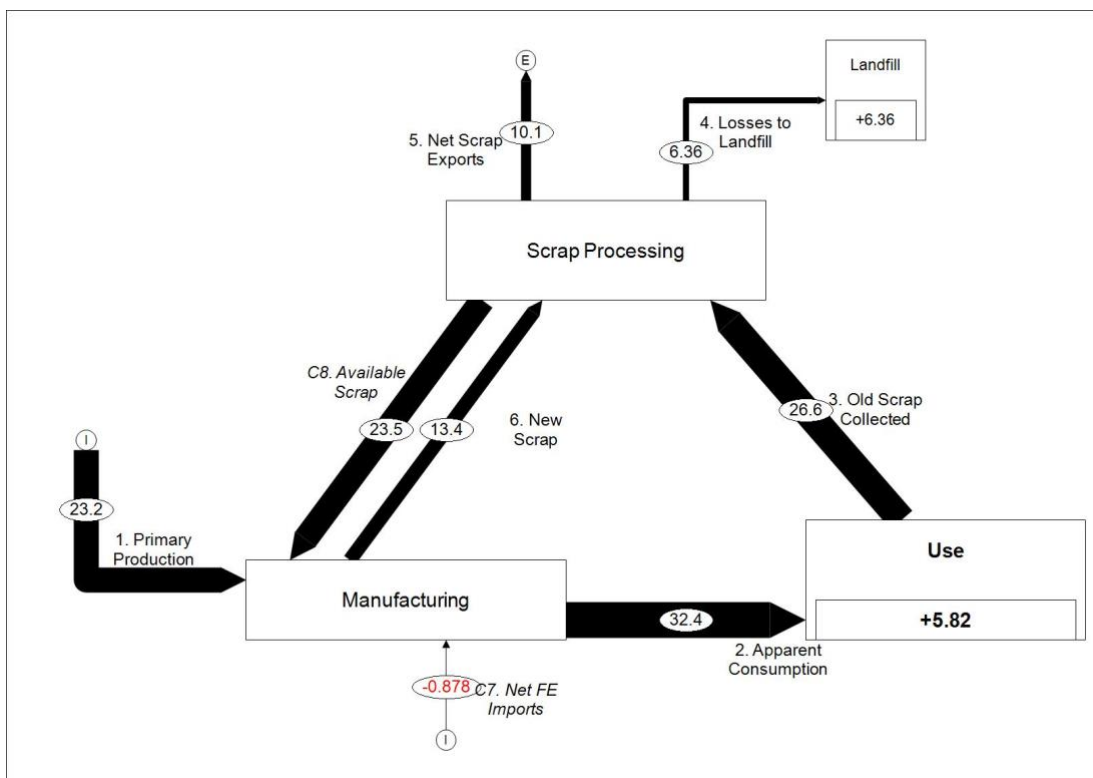 E
Landfill
+6.36
10.1
5. Net Scrap
Exports
4. Losses to
Landfill
6.36
Scrap Processing
C8. Available
Scrap
23.5
13.4
6. New
Scrap
3. Old Scrap
Collected
26.6
I
23.2
1. Primary
Production
Manufacturing
Use
+5.82
32.4
2. Apparent
Consumption
-0.878
C7. Net FE
Imports
I